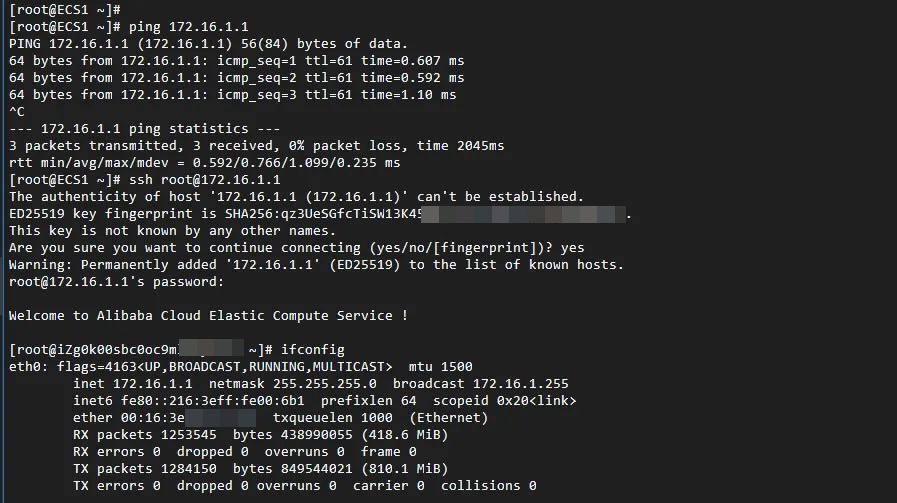 [root@ECS1 ~]#
[root@ECS1 ~]# ping 172.16.1.1
PING 172.16.1.1 (172.16.1.1) 56(84) bytes of data.
64 bytes from 172.16.1.1: icmp_seq=1 ttl=61 time=0.607 ms
64 bytes from 172.16.1.1: icmp_seq=2 ttl=61 time=0.592 ms
64 bytes from 172.16.1.1: icmp_seq=3 ttl=61 time=1.10 ms
^C
--- 172.16.1.1 ping statistics ---
3 packets transmitted, 3 received, 0% packet loss, time 2045ms
rtt min/avg/max/mdev = 0.592/0.766/1.099/0.235 ms
[root@ECS1 ~]# ssh root@172.16.1.1
The authenticity of host '172.16.1.1 (172.16.1.1)' can't be established.
ED25519 key fingerprint is SHA256:qz3UeSGfcTiSW13K45 .
This key is not known by any other names.
Are you sure you want to continue connecting (yes/no/[fingerprint])? yes
Warning: Permanently added '172.16.1.1' (ED25519) to the list of known hosts.
root@172.16.1.1's password:
Welcome to Alibaba Cloud Elastic Compute Service !
[root@iZg0k00sbc0oc9m ~]# ifconfig
eth0: flags=4163<UP,BROADCAST,RUNNING,MULTICAST>  mtu 1500
inet 172.16.1.1  netmask 255.255.255.0  broadcast 172.16.1.255
inet6 fe80::216:3eff:fe00:6b1  prefixlen 64  scopeid 0x20<link>
ether 00:16:3e  txqueuelen 1000  (Ethernet)
RX packets 1253545  bytes 438990055 (418.6 MiB)
RX errors 0  dropped 0  overruns 0  frame 0
TX packets 1284150  bytes 849544021 (810.1 MiB)
TX errors 0  dropped 0 overruns 0  carrier 0  collisions 0